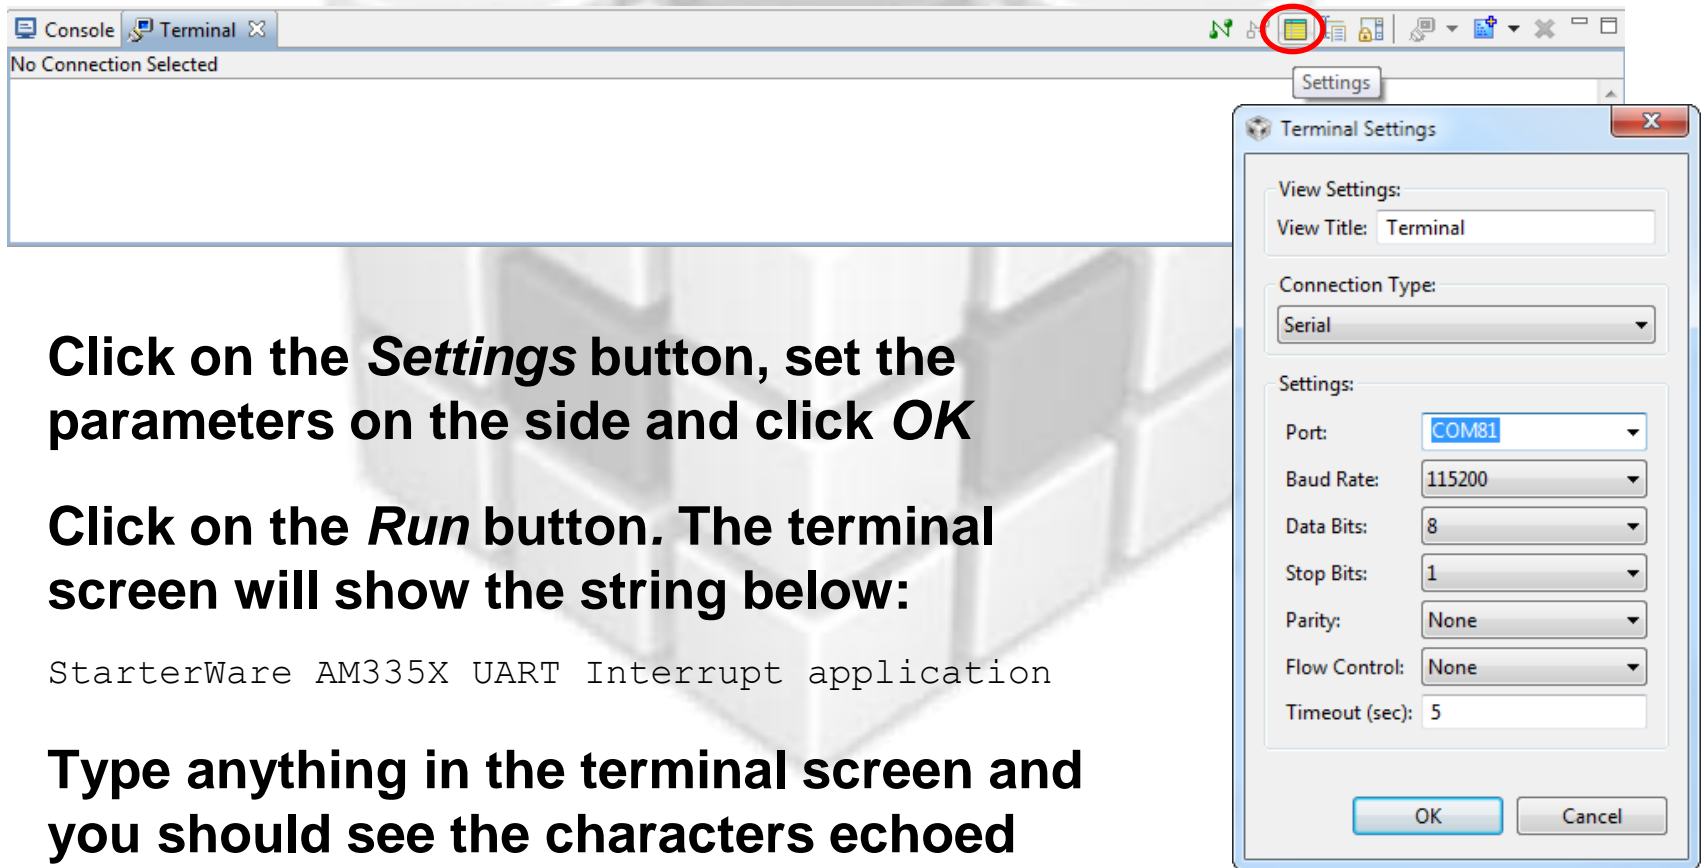 Console Terminal
No Connection Selected
Settings
Click on the Settings button, set the
parameters on the side and click OK
Click on the Run button. The terminal
screen will show the string below:
StarterWare AM335X UART Interrupt application
Type anything in the terminal screen and
you should see the characters echoed
Terminal Settings
View Settings:
View Title: Terminal
Connection Type:
Serial
Settings:
Port: COM81
Baud Rate: 115200
Data Bits: 8
Stop Bits: 1
Parity: None
Flow Control: None
Timeout (sec): 5
OK Cancel